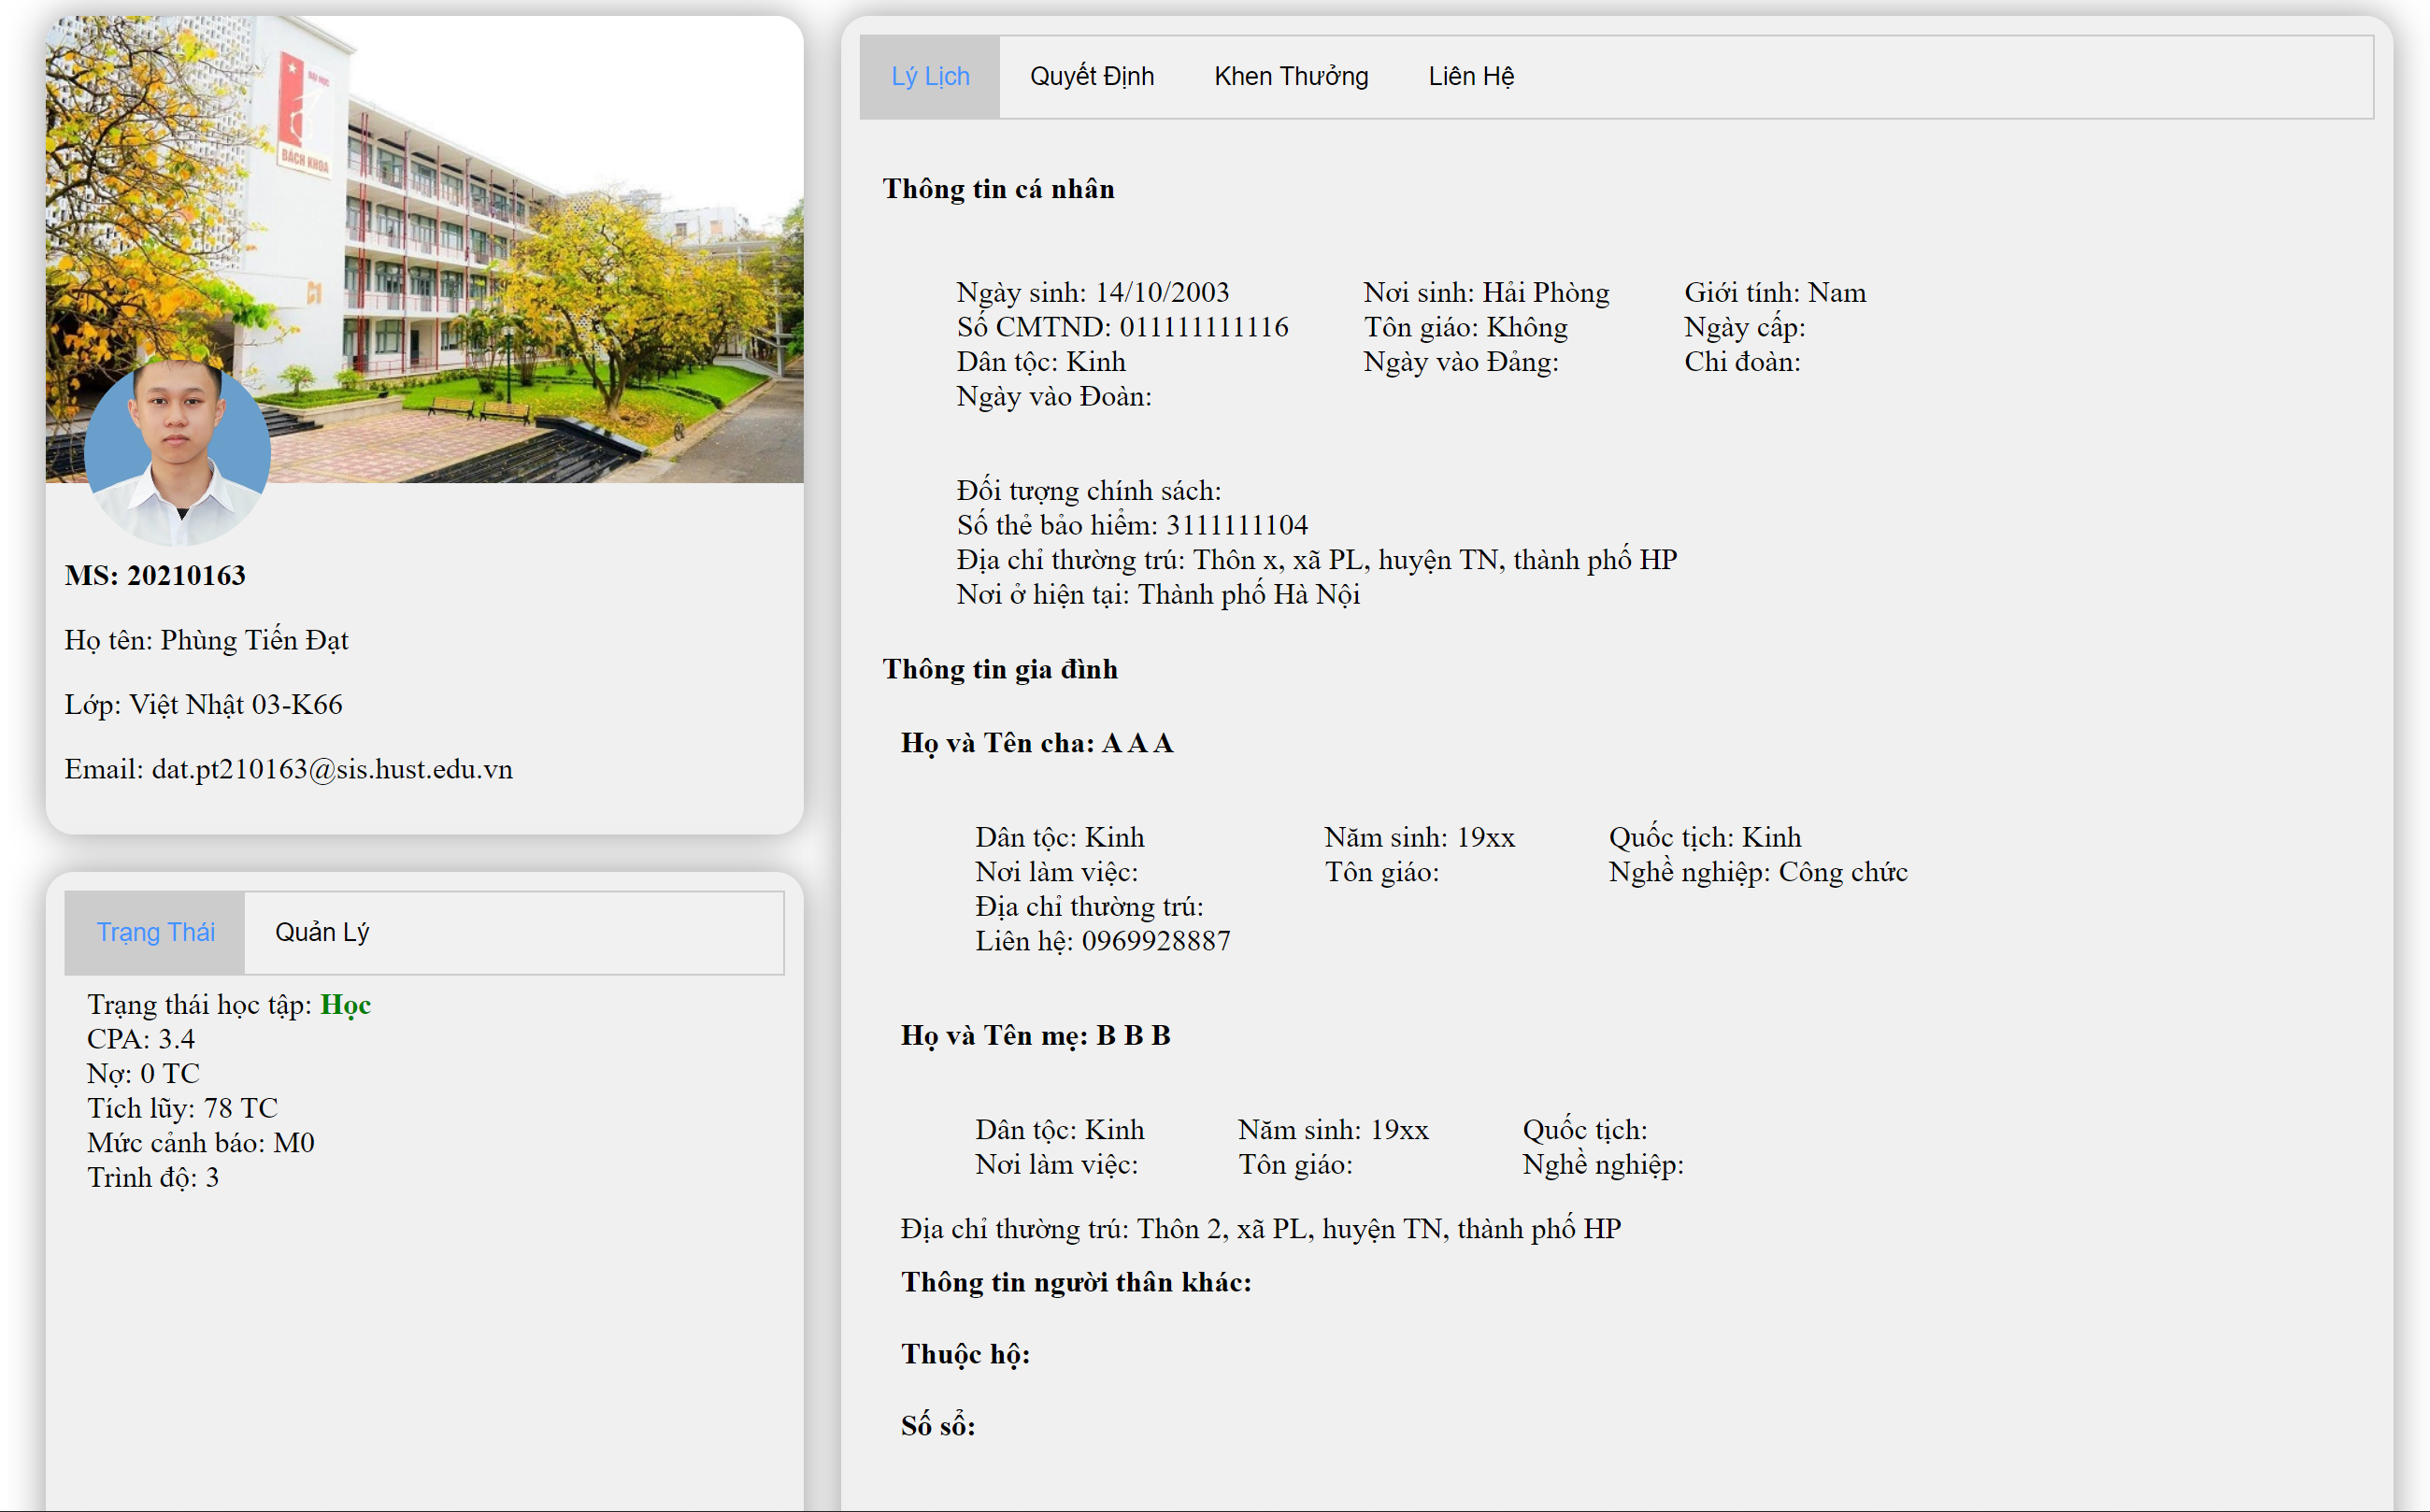 ĐẠI HỌC
BÁCH KHOA
C1
MS: 20210163
Họ tên: Phùng Tiến Đạt
Lớp: Việt Nhật 03-K66
Email: dat.pt210163@sis.hust.edu.vn
Trạng Thái Quản Lý
Trạng thái học tập: Học
CPA: 3.4
Nợ: 0 TC
Tích lũy: 78 TC
Mức cảnh báo: M0
Trình độ: 3
Lý Lịch Quyết Định Khen Thưởng Liên Hệ
Thông tin cá nhân
Ngày sinh: 14/10/2003 Nơi sinh: Hải Phòng Giới tính: Nam
Số CMTND: 011111111116 Tôn giáo: Không Ngày cấp:
Dân tộc: Kinh Ngày vào Đảng: Chi đoàn:
Ngày vào Đoàn:
Đối tượng chính sách:
Số thẻ bảo hiểm: 3111111104
Địa chỉ thường trú: Thôn x, xã PL, huyện TN, thành phố HP
Nơi ở hiện tại: Thành phố Hà Nội
Thông tin gia đình
Họ và Tên cha: A A A
Dân tộc: Kinh Năm sinh: 19xx Quốc tịch: Kinh
Nơi làm việc: Tôn giáo: Nghề nghiệp: Công chức
Địa chỉ thường trú:
Liên hệ: 0969928887
Họ và Tên mẹ: B B B
Dân tộc: Kinh Năm sinh: 19xx Quốc tịch:
Nơi làm việc: Tôn giáo: Nghề nghiệp:
Địa chỉ thường trú: Thôn 2, xã PL, huyện TN, thành phố HP
Thông tin người thân khác:
Thuộc hộ:
Số sổ: